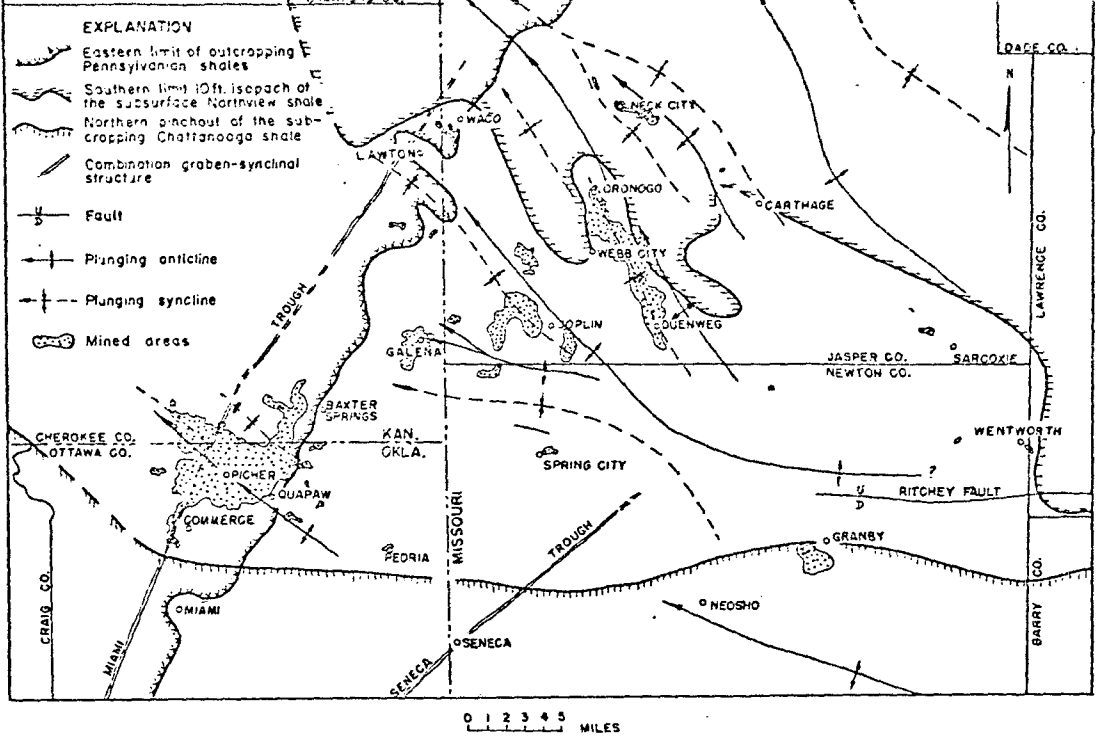 EXPLANATION
Eastern limit of outcropping
Pennsylvanian shales
Southern limit 10ft. isopach of
the subsurface Northview shale
Northern pinchout of the sub-
cropping Chattanooga shale
Combination graben-synclinal
structure
U
D
Fault
Plunging anticline
Plunging syncline
Mined areas
DADE CO.
N
NECK CITY
WACO
LAWTON
ORONOGO
CARTHAGE
LAWRENCE CO.
WEBB CITY
TROUGH
JOPLIN
DUENWEG
GALENA
JASPER CO.
NEWTON CO.
SARCOXIE
BAXTER
SPRINGS
CHEROKEE CO.
OTTAWA CO.
KAN.
OKLA.
WENTWORTH
SPRING CITY
PICHER
?
U
D
RITCHEY FAULT
QUAPAW
COMMERCE
MISSOURI
TROUGH
GRANBY
PEORIA
CRAIG CO.
MIAMI
NEOSHO
BARRY CO.
SENECA
MIAMI
SENECA
0 1 2 3 4 5 MILES